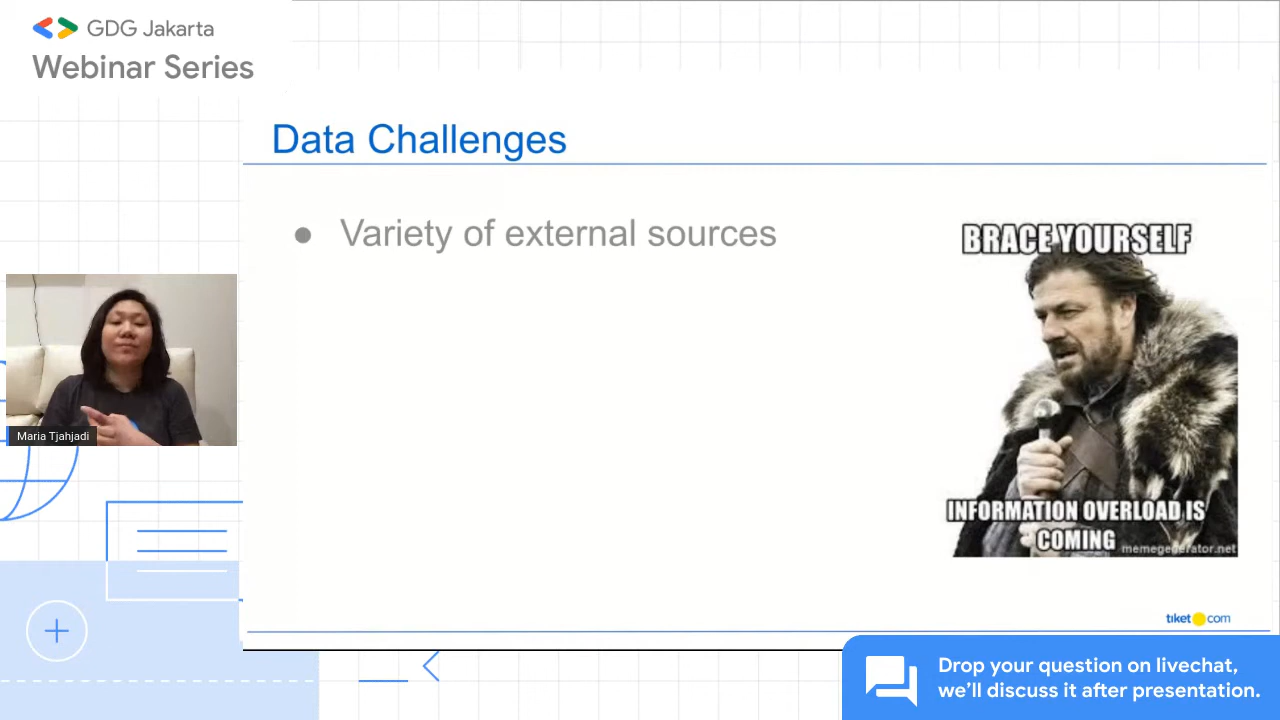 GDG Jakarta
Webinar Series
Data Challenges
● Variety of external sources
BRACE YOURSELF
INFORMATION OVERLOAD IS
COMING
memegenerator.net
Maria Tjahjadi
tiket.com
Drop your question on livechat,
we'll discuss it after presentation.